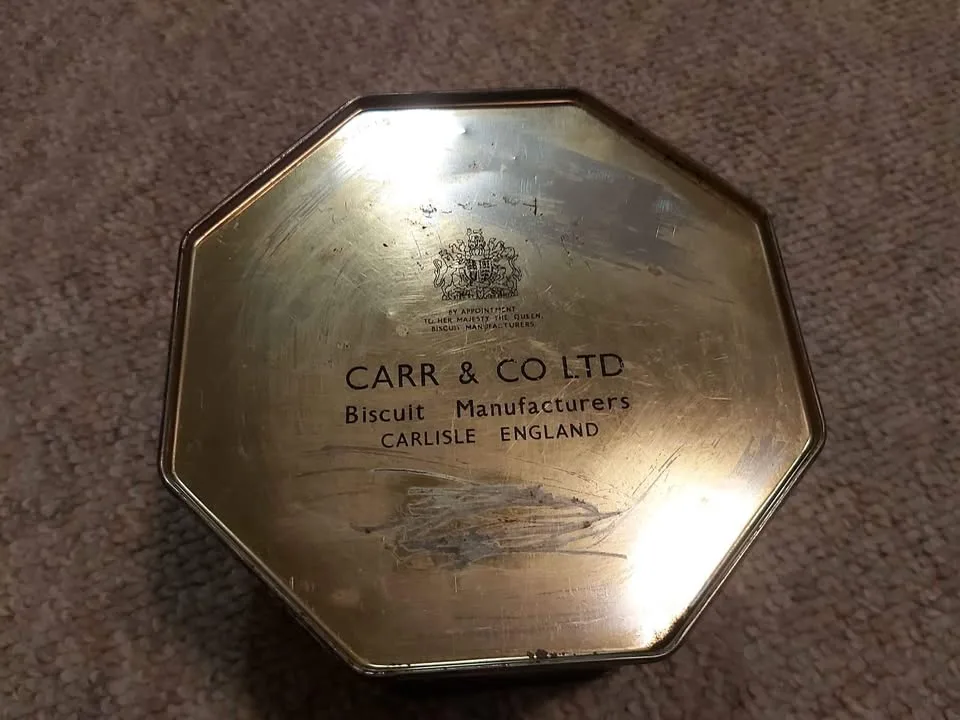 BY APPOINTMENT
TO HER MAJESTY THE QUEEN
BISCUIT MANUFACTURERS
CARR & CO LTD
Biscuit Manufacturers
CARLISLE ENGLAND